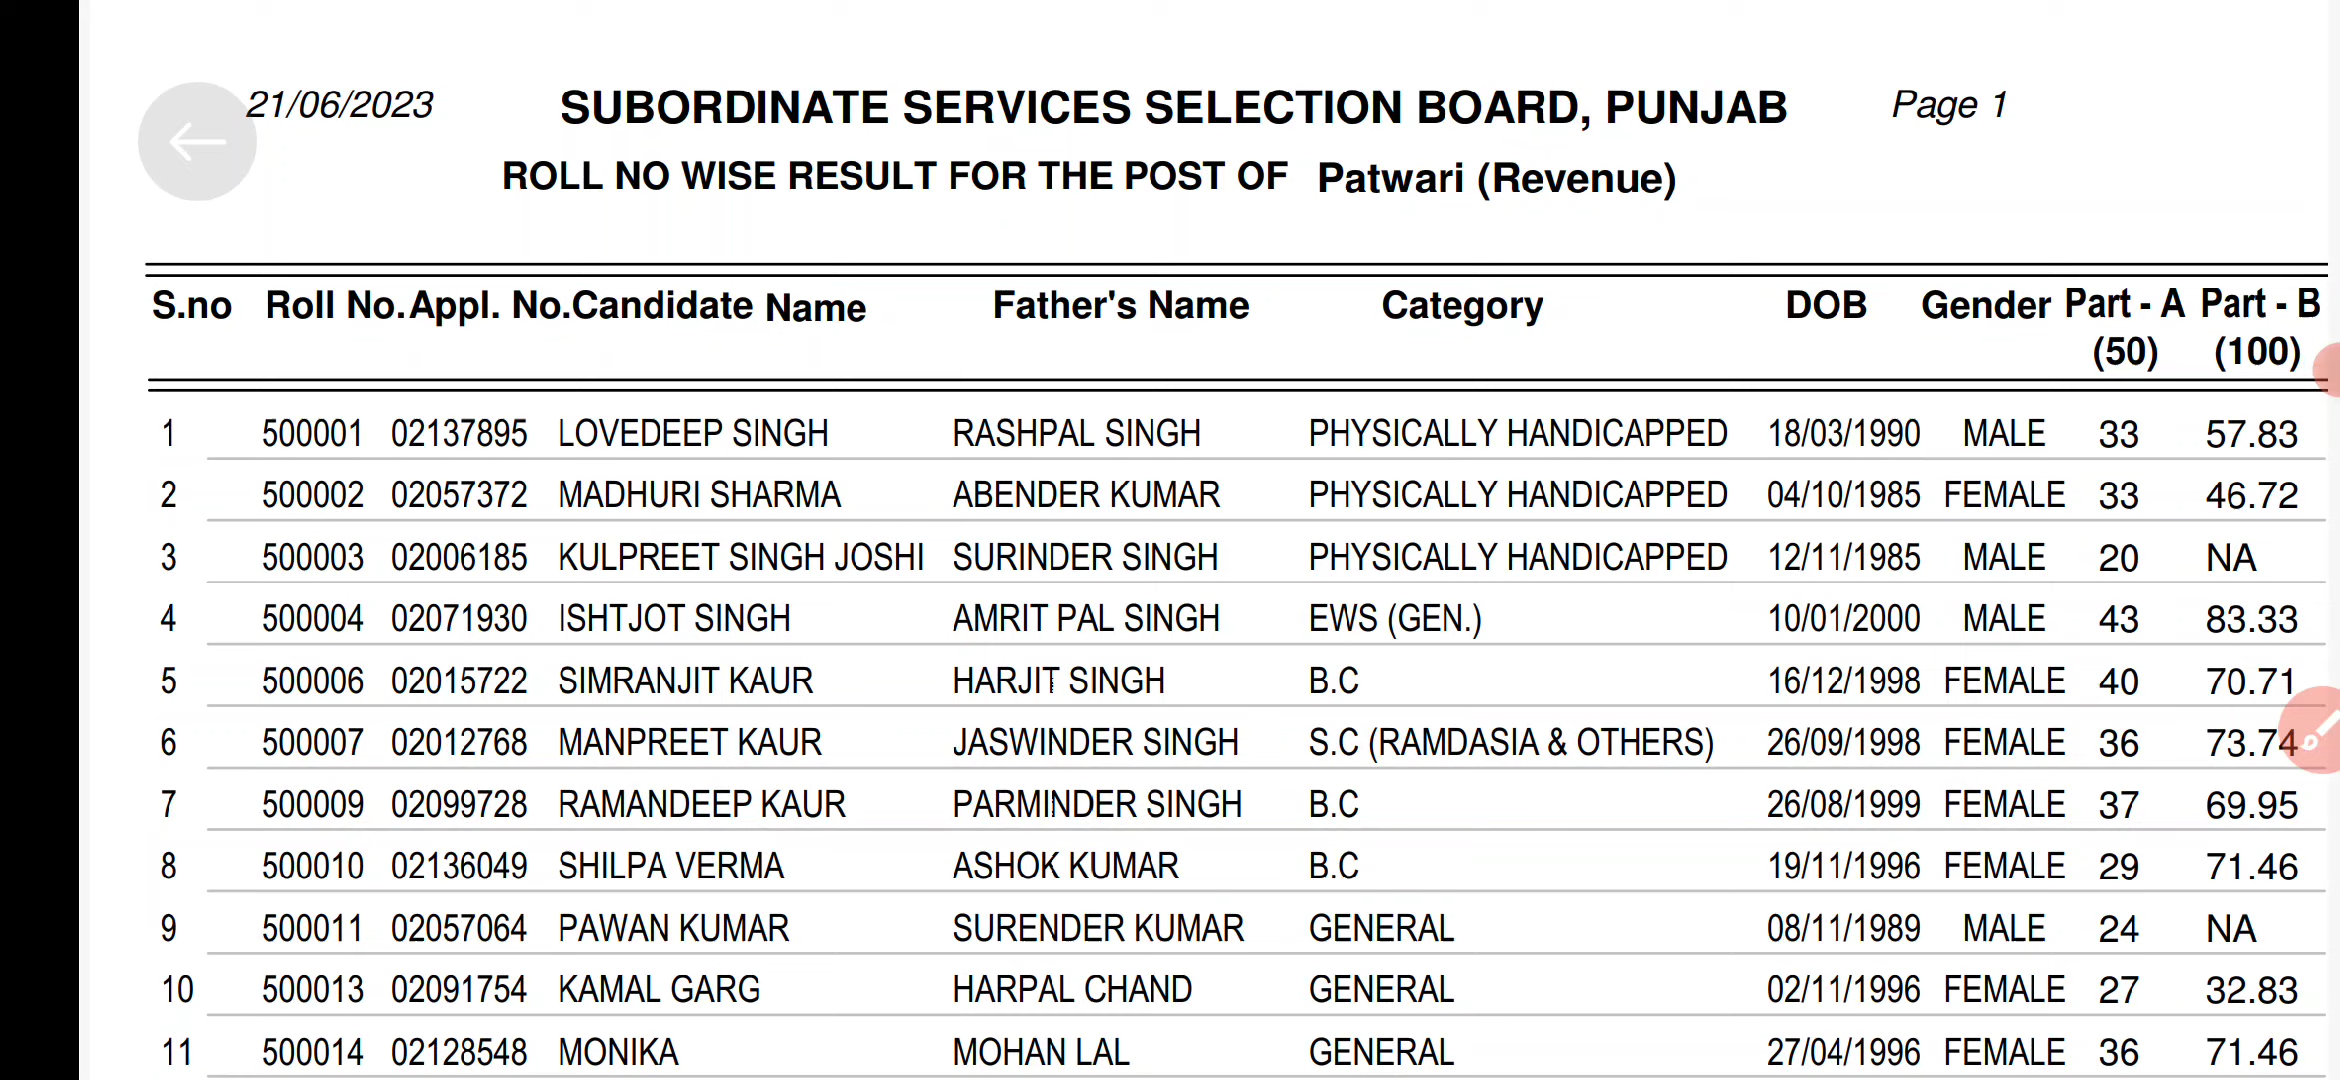 21/06/2023 SUBORDINATE SERVICES SELECTION BOARD, PUNJAB Page 1
ROLL NO WISE RESULT FOR THE POST OF Patwari (Revenue)
S.no Roll No. Appl. No. Candidate Name Father's Name Category DOB Gender Part - A Part - B
(50) (100)
1 500001 02137895 LOVEDEEP SINGH RASHPAL SINGH PHYSICALLY HANDICAPPED 18/03/1990 MALE 33 57.83
2 500002 02057372 MADHURI SHARMA ABENDER KUMAR PHYSICALLY HANDICAPPED 04/10/1985 FEMALE 33 46.72
3 500003 02006185 KULPREET SINGH JOSHI SURINDER SINGH PHYSICALLY HANDICAPPED 12/11/1985 MALE 20 NA
4 500004 02071930 ISHTJOT SINGH AMRIT PAL SINGH EWS (GEN.) 10/01/2000 MALE 43 83.33
5 500006 02015722 SIMRANJIT KAUR HARJIT SINGH B.C 16/12/1998 FEMALE 40 70.71
6 500007 02012768 MANPREET KAUR JASWINDER SINGH S.C (RAMDASIA & OTHERS) 26/09/1998 FEMALE 36 73.74
7 500009 02099728 RAMANDEEP KAUR PARMINDER SINGH B.C 26/08/1999 FEMALE 37 69.95
8 500010 02136049 SHILPA VERMA ASHOK KUMAR B.C 19/11/1996 FEMALE 29 71.46
9 500011 02057064 PAWAN KUMAR SURENDER KUMAR GENERAL 08/11/1989 MALE 24 NA
10 500013 02091754 KAMAL GARG HARPAL CHAND GENERAL 02/11/1996 FEMALE 27 32.83
11 500014 02128548 MONIKA MOHAN LAL GENERAL 27/04/1996 FEMALE 36 71.46